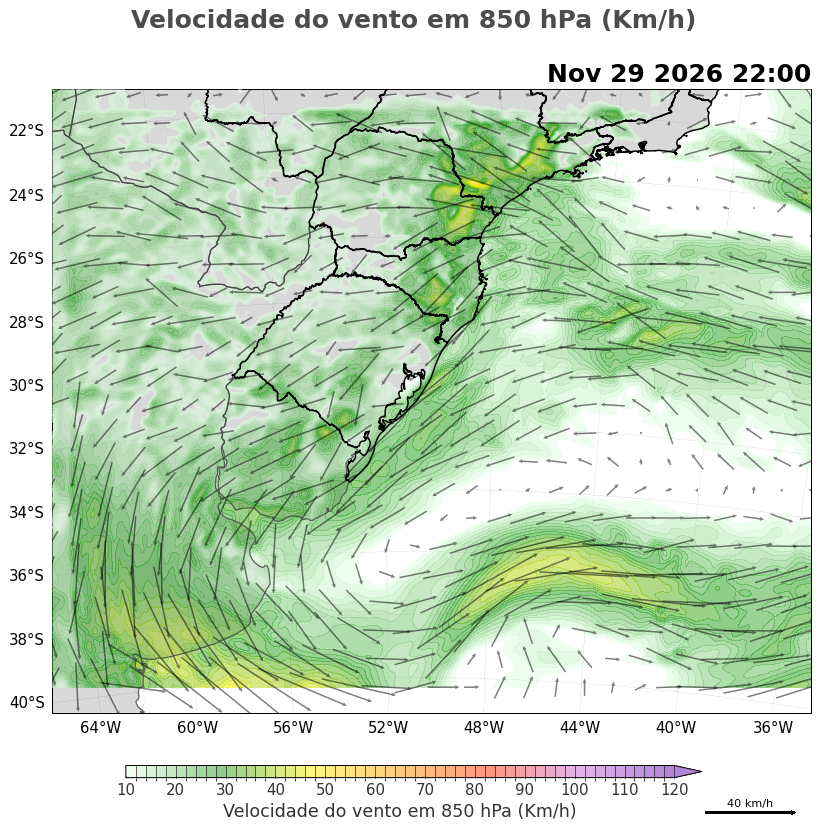 Velocidade do vento em 850 hPa (Km/h)
Nov 29 2026 22:00
22°S
24°S
26°S
28°S
30°S
32°S
34°S
36°S
38°S
40°S
64°W 60°W 56°W 52°W 48°W 44°W 40°W 36°W
10 20 30 40 50 60 70 80 90 100 110 120
Velocidade do vento em 850 hPa (Km/h)
40 km/h